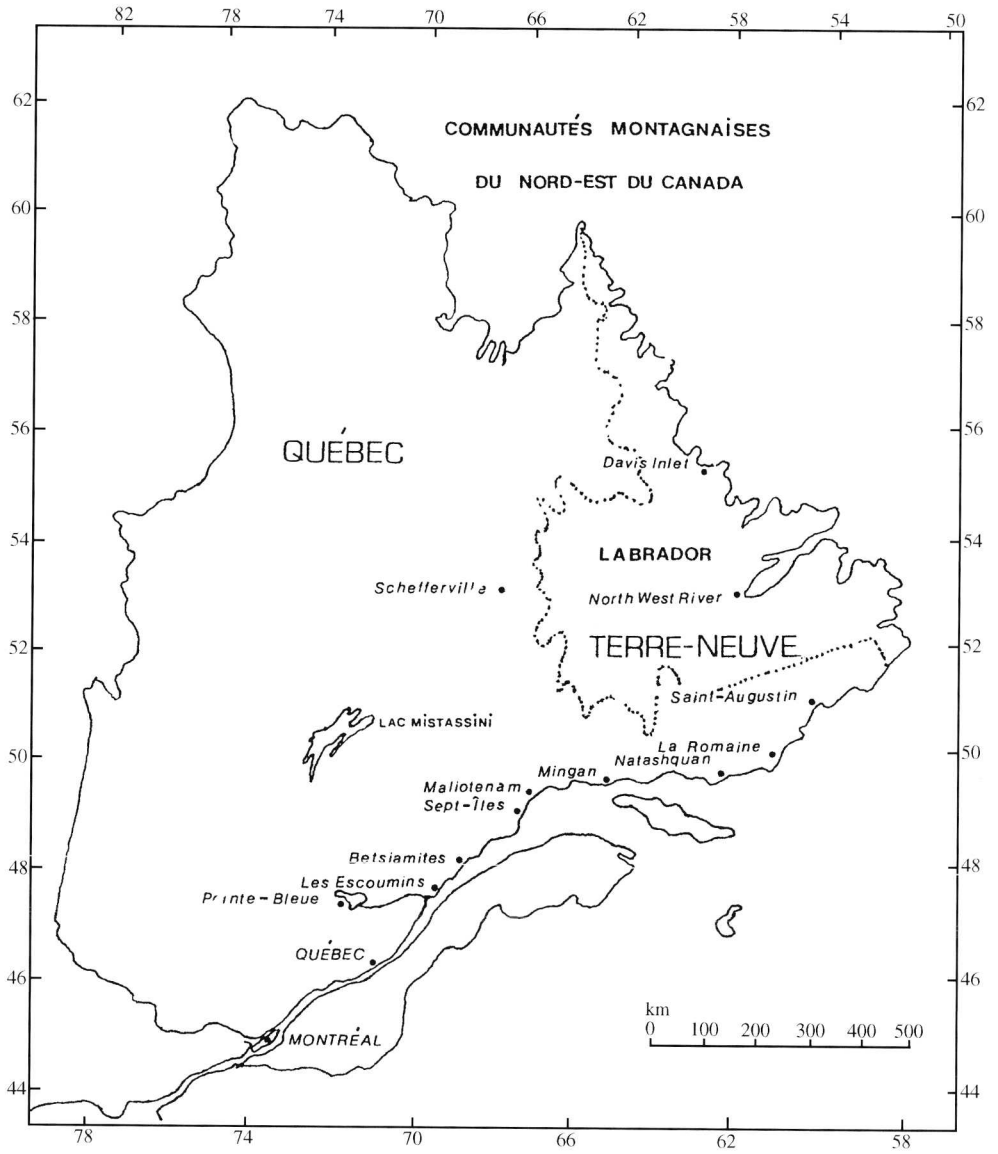 82 78 74 70 66 62 58 54 50
62 62
COMMUNAUTÉS MONTAGNAISES
DU NORD-EST DU CANADA
60 60
58 58
56 56
QUÉBEC
Davis Inlet
54 54
LABRADOR
Schefferville
North West River
TERRE-NEUVE
52 52
Saint-Augustin
LAC MISTASSINI
50 50
La Romaine
Natashquan
Mingan
Maliotenam
Sept-Îles
Betsiamites
48 48
Les Escoumins
Printe-Bleue
QUÉBEC
46 46
km
0 100 200 300 400 500
MONTRÉAL
44 44
78 74 70 66 62 58